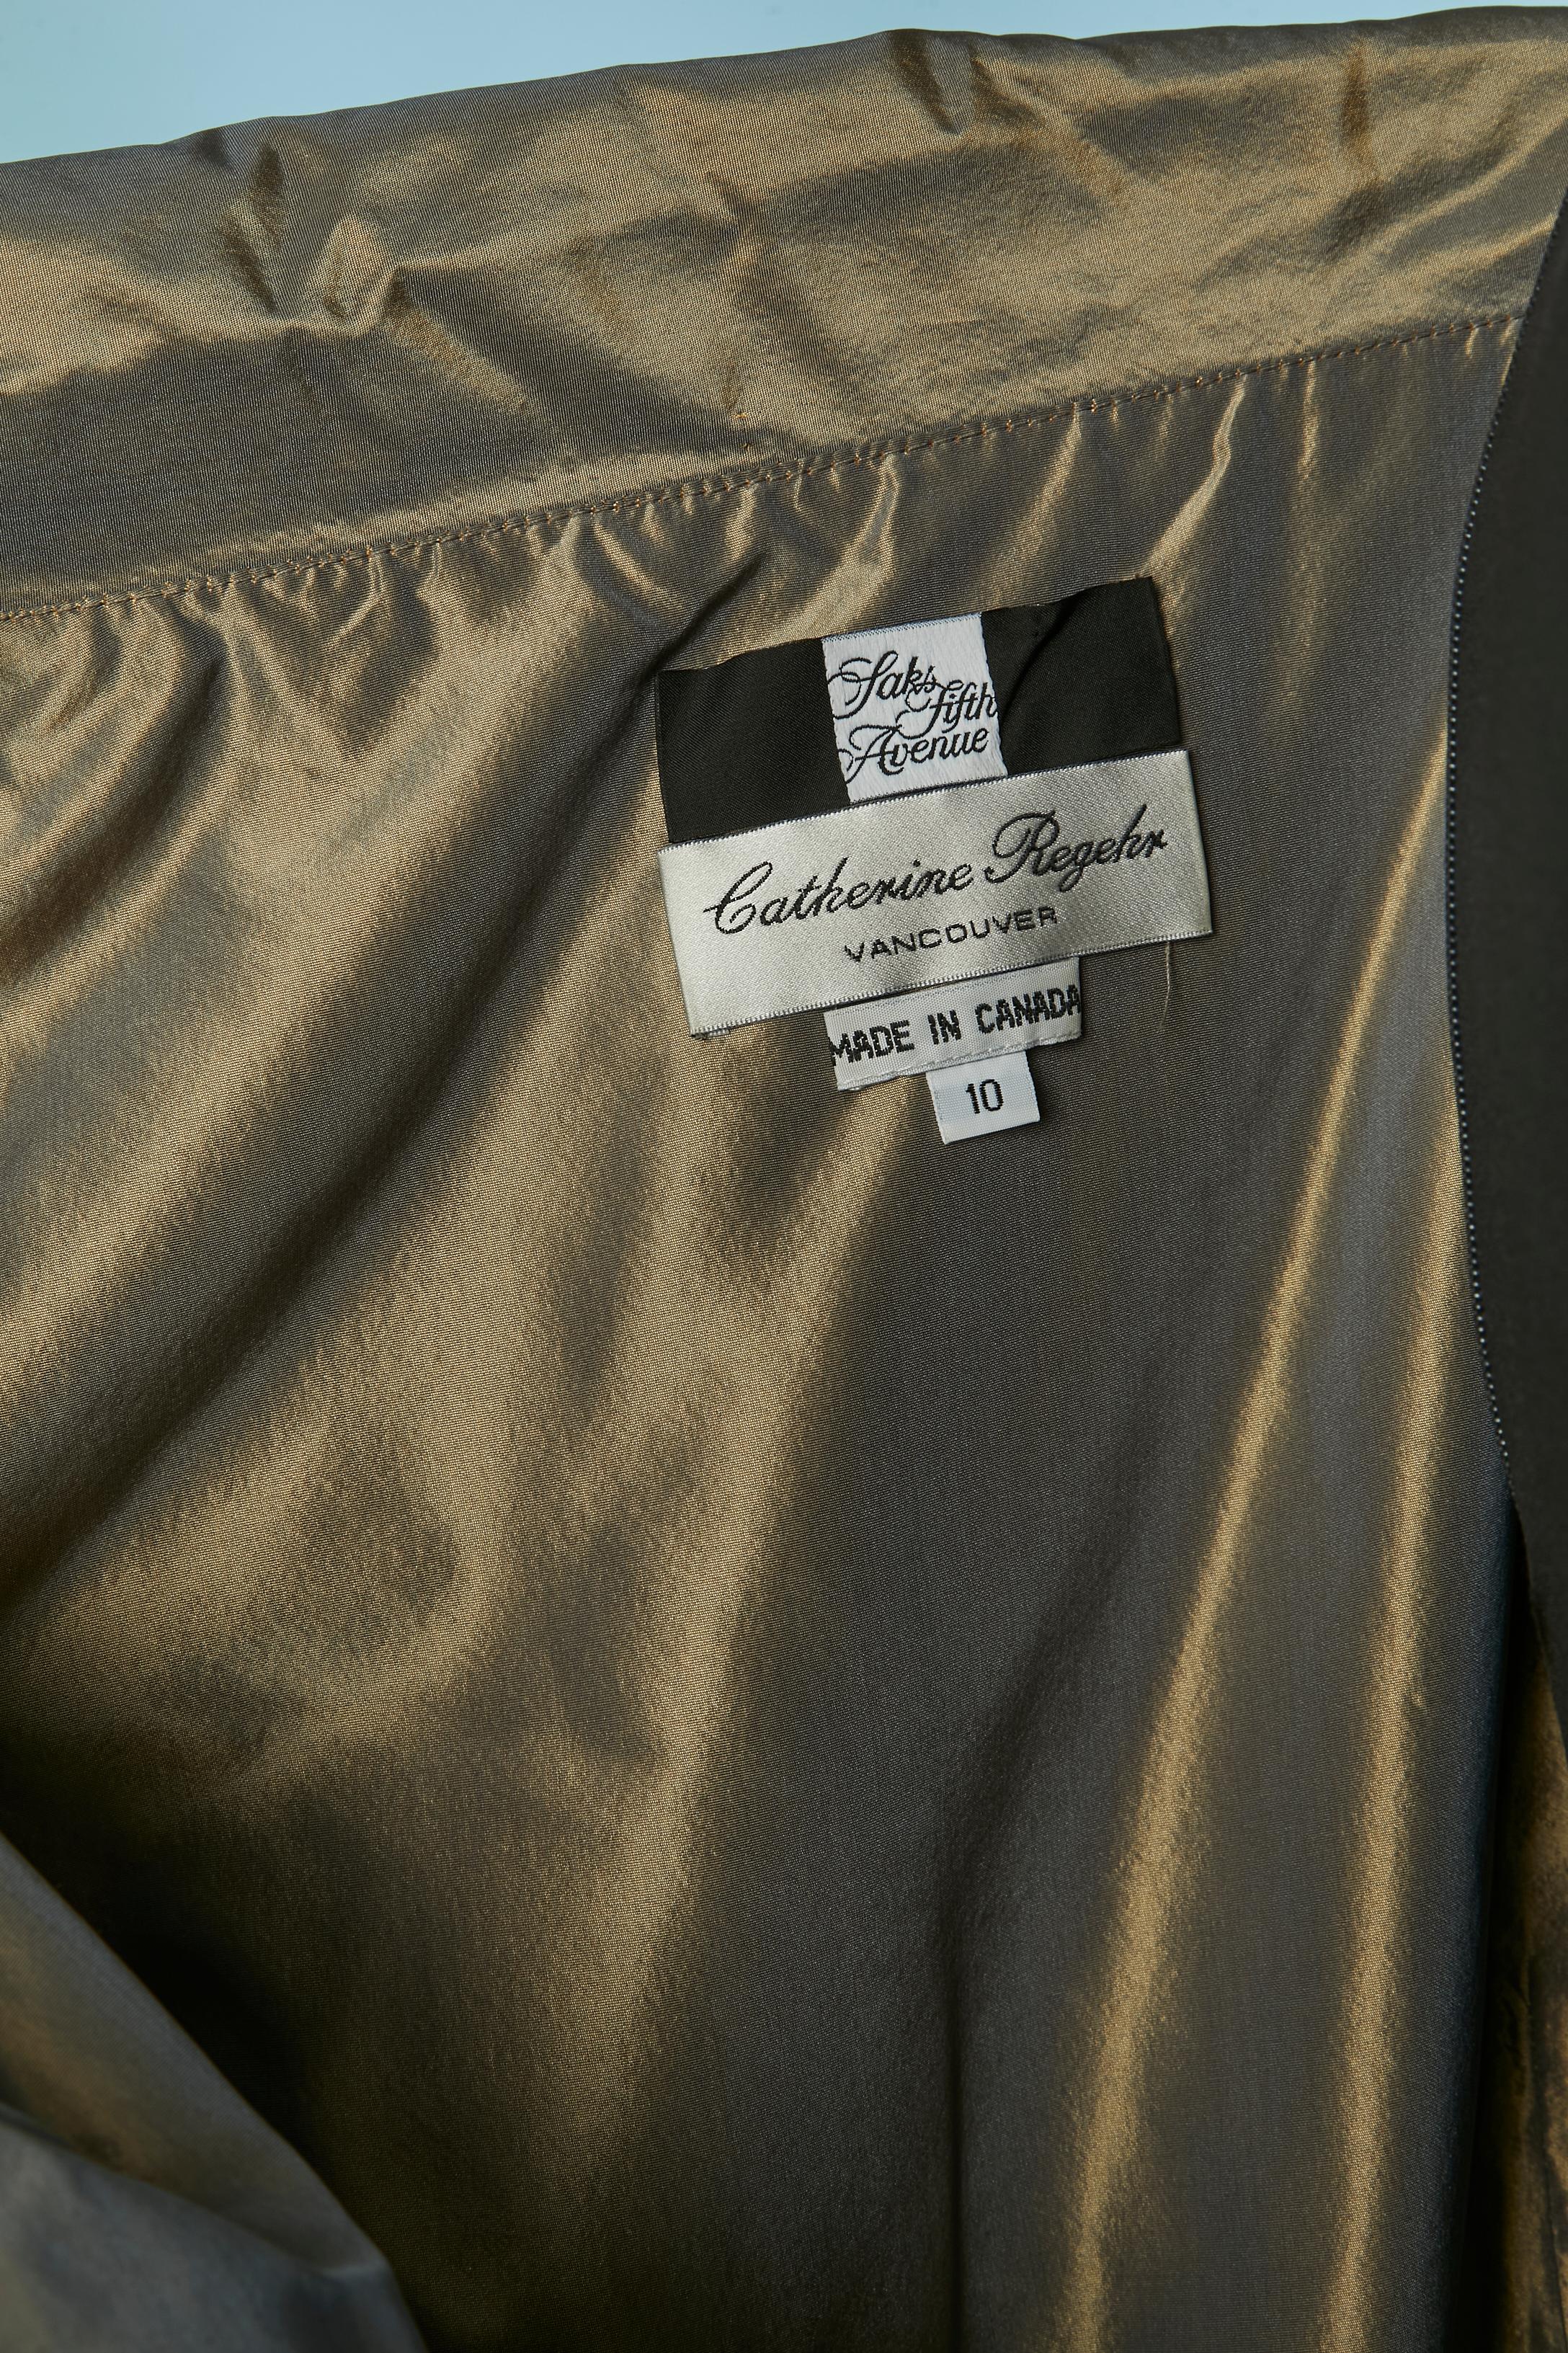 Saks
fifth
Avenue
Catherine Regehr
VANCOUVER
MADE IN CANADA
10